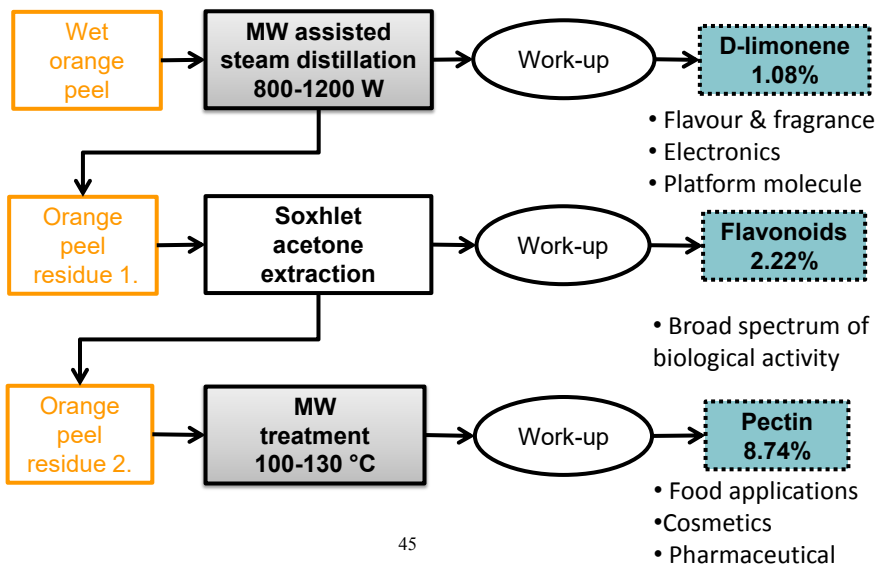 Wet
orange
peel
MW assisted
steam distillation
800-1200 W
Work-up
D-limonene
1.08%
• Flavour & fragrance
• Electronics
• Platform molecule
Orange
peel
residue 1.
Soxhlet
acetone
extraction
Work-up
Flavonoids
2.22%
• Broad spectrum of
biological activity
Orange
peel
residue 2.
MW
treatment
100-130 °C
Work-up
Pectin
8.74%
• Food applications
•Cosmetics
• Pharmaceutical
45